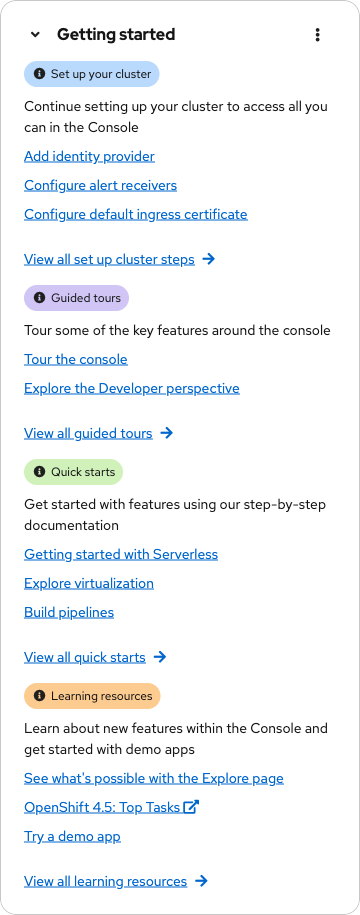 Getting started
Set up your cluster
Continue setting up your cluster to access all you
can in the Console
Add identity provider
Configure alert receivers
Configure default ingress certificate
View all set up cluster steps
Guided tours
Tour some of the key features around the console
Tour the console
Explore the Developer perspective
View all guided tours
Quick starts
Get started with features using our step-by-step
documentation
Getting started with Serverless
Explore virtualization
Build pipelines
View all quick starts
Learning resources
Learn about new features within the Console and
get started with demo apps
See what's possible with the Explore page
OpenShift 4.5: Top Tasks
Try a demo app
View all learning resources